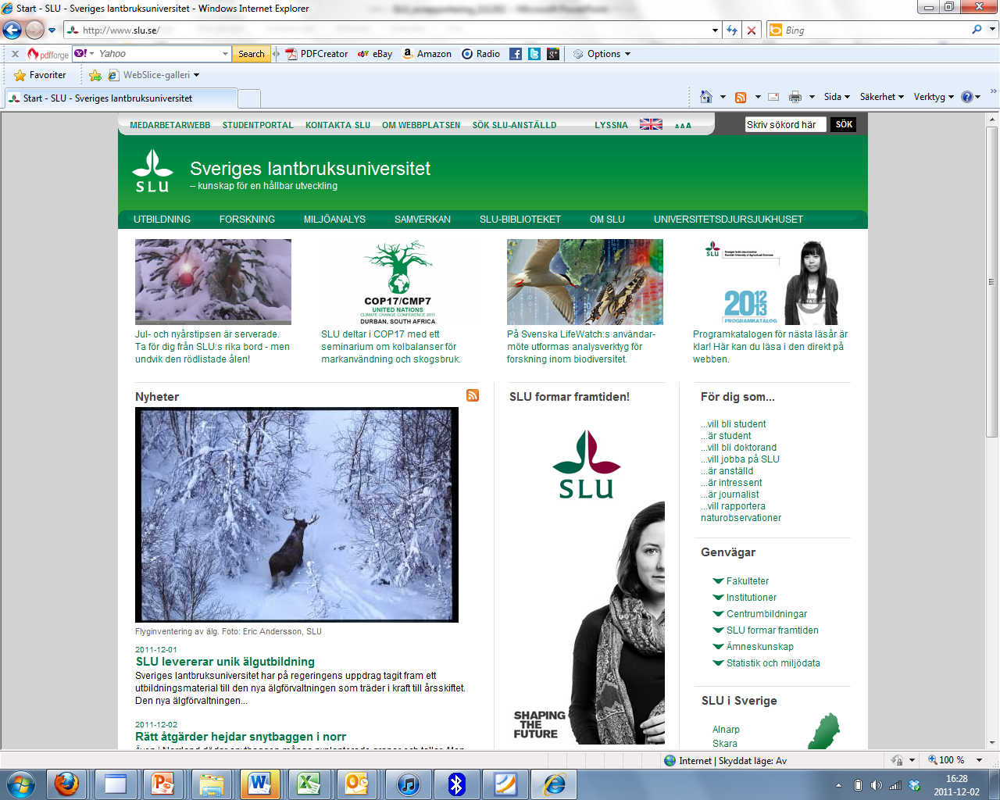 Start - SLU - Sveriges lantbruksuniversitet - Windows Internet Explorer
http://www.slu.se/
Bing
pdfforge Y! Yahoo Search PDFCreator eBay Amazon Radio Options
Favoriter WebSlice-galleri
Start - SLU - Sveriges lantbruksuniversitet
Sida Säkerhet Verktyg
MEDARBETARWEBB STUDENTPORTAL KONTAKTA SLU OM WEBBPLATSEN SÖK SLU-ANSTÄLLD LYSSNA AAA Skriv sökord här SÖK
SLU
Sveriges lantbruksuniversitet
– kunskap för en hållbar utveckling
UTBILDNING FORSKNING MILJÖANALYS SAMVERKAN SLU-BIBLIOTEKET OM SLU UNIVERSITETSDJURSJUKHUSET
Jul- och nyårstipsen är serverade.
Ta för dig från SLU:s rika bord - men
undvik den rödlistade ålen!
COP17/CMP7
UNITED NATIONS
CLIMATE CHANGE CONFERENCE 2011
DURBAN, SOUTH AFRICA
SLU deltar i COP17 med ett
seminarium om kolbalanser för
markanvändning och skogsbruk.
På Svenska LifeWatch:s användar-
möte utformas analysverktyg för
forskning inom biodiversitet.
SLU
Sveriges lantbruksuniversitet
Swedish University of Agricultural Sciences
2012
2013
PROGRAMKATALOG
Programkatalogen för nästa läsår är
klar! Här kan du läsa i den direkt på
webben.
Nyheter
Flyginventering av älg. Foto: Eric Andersson, SLU
2011-12-01
SLU levererar unik älgutbildning
Sveriges lantbruksuniversitet har på regeringens uppdrag tagit fram ett
utbildningsmaterial till den nya älgförvaltningen som träder i kraft till årsskiftet.
Den nya älgförvaltningen...
2011-12-02
Rätt åtgärder hejdar snytbaggen i norr
SLU formar framtiden!
SLU
SHAPING
THE
FUTURE
För dig som...
...vill bli student
...är student
...vill bli doktorand
...vill jobba på SLU
...är anställd
...är intressent
...är journalist
...vill rapportera
naturobservationer
Genvägar
Fakulteter
Institutioner
Centrumbildningar
SLU formar framtiden
Ämneskunskap
Statistik och miljödata
SLU i Sverige
Alnarp
Skara
Internet | Skyddat läge: Av 100 %
16:28
2011-12-02